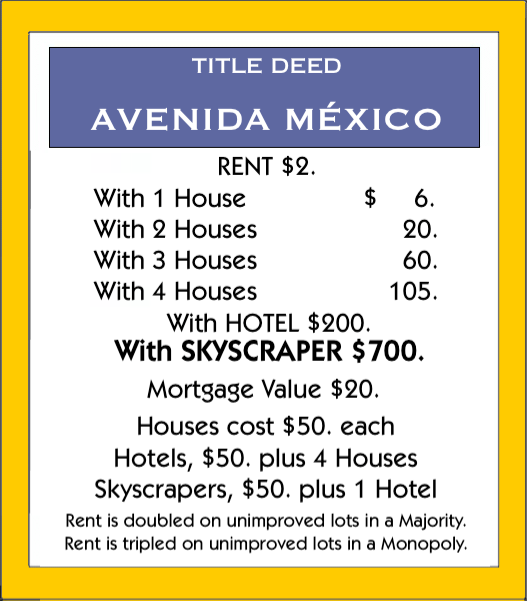 TITLE DEED
AVENIDA MÉXICO
RENT $2.
With 1 House $ 6.
With 2 Houses 20.
With 3 Houses 60.
With 4 Houses 105.
With HOTEL $200.
With SKYSCRAPER $700.
Mortgage Value $20.
Houses cost $50. each
Hotels, $50. plus 4 Houses
Skyscrapers, $50. plus 1 Hotel
Rent is doubled on unimproved lots in a Majority.
Rent is tripled on unimproved lots in a Monopoly.